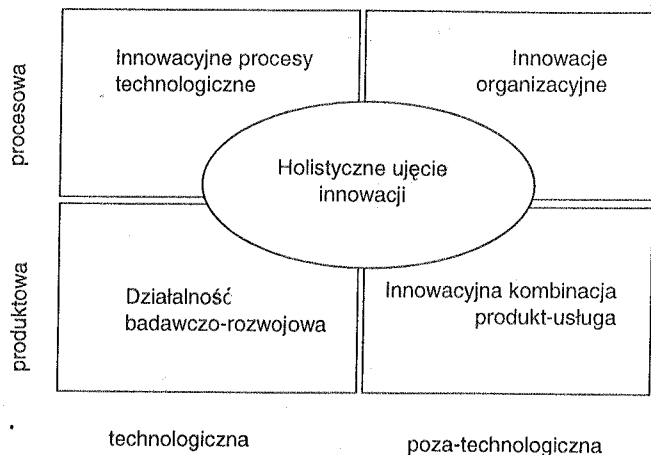 procesowa
Innowacyjne procesy
technologiczne
Innowacje
organizacyjne
Holistyczne ujęcie
innowacji
produktowa
Działalność
badawczo-rozwojowa
Innowacyjna kombinacja
produkt-usługa
technologiczna
poza-technologiczna